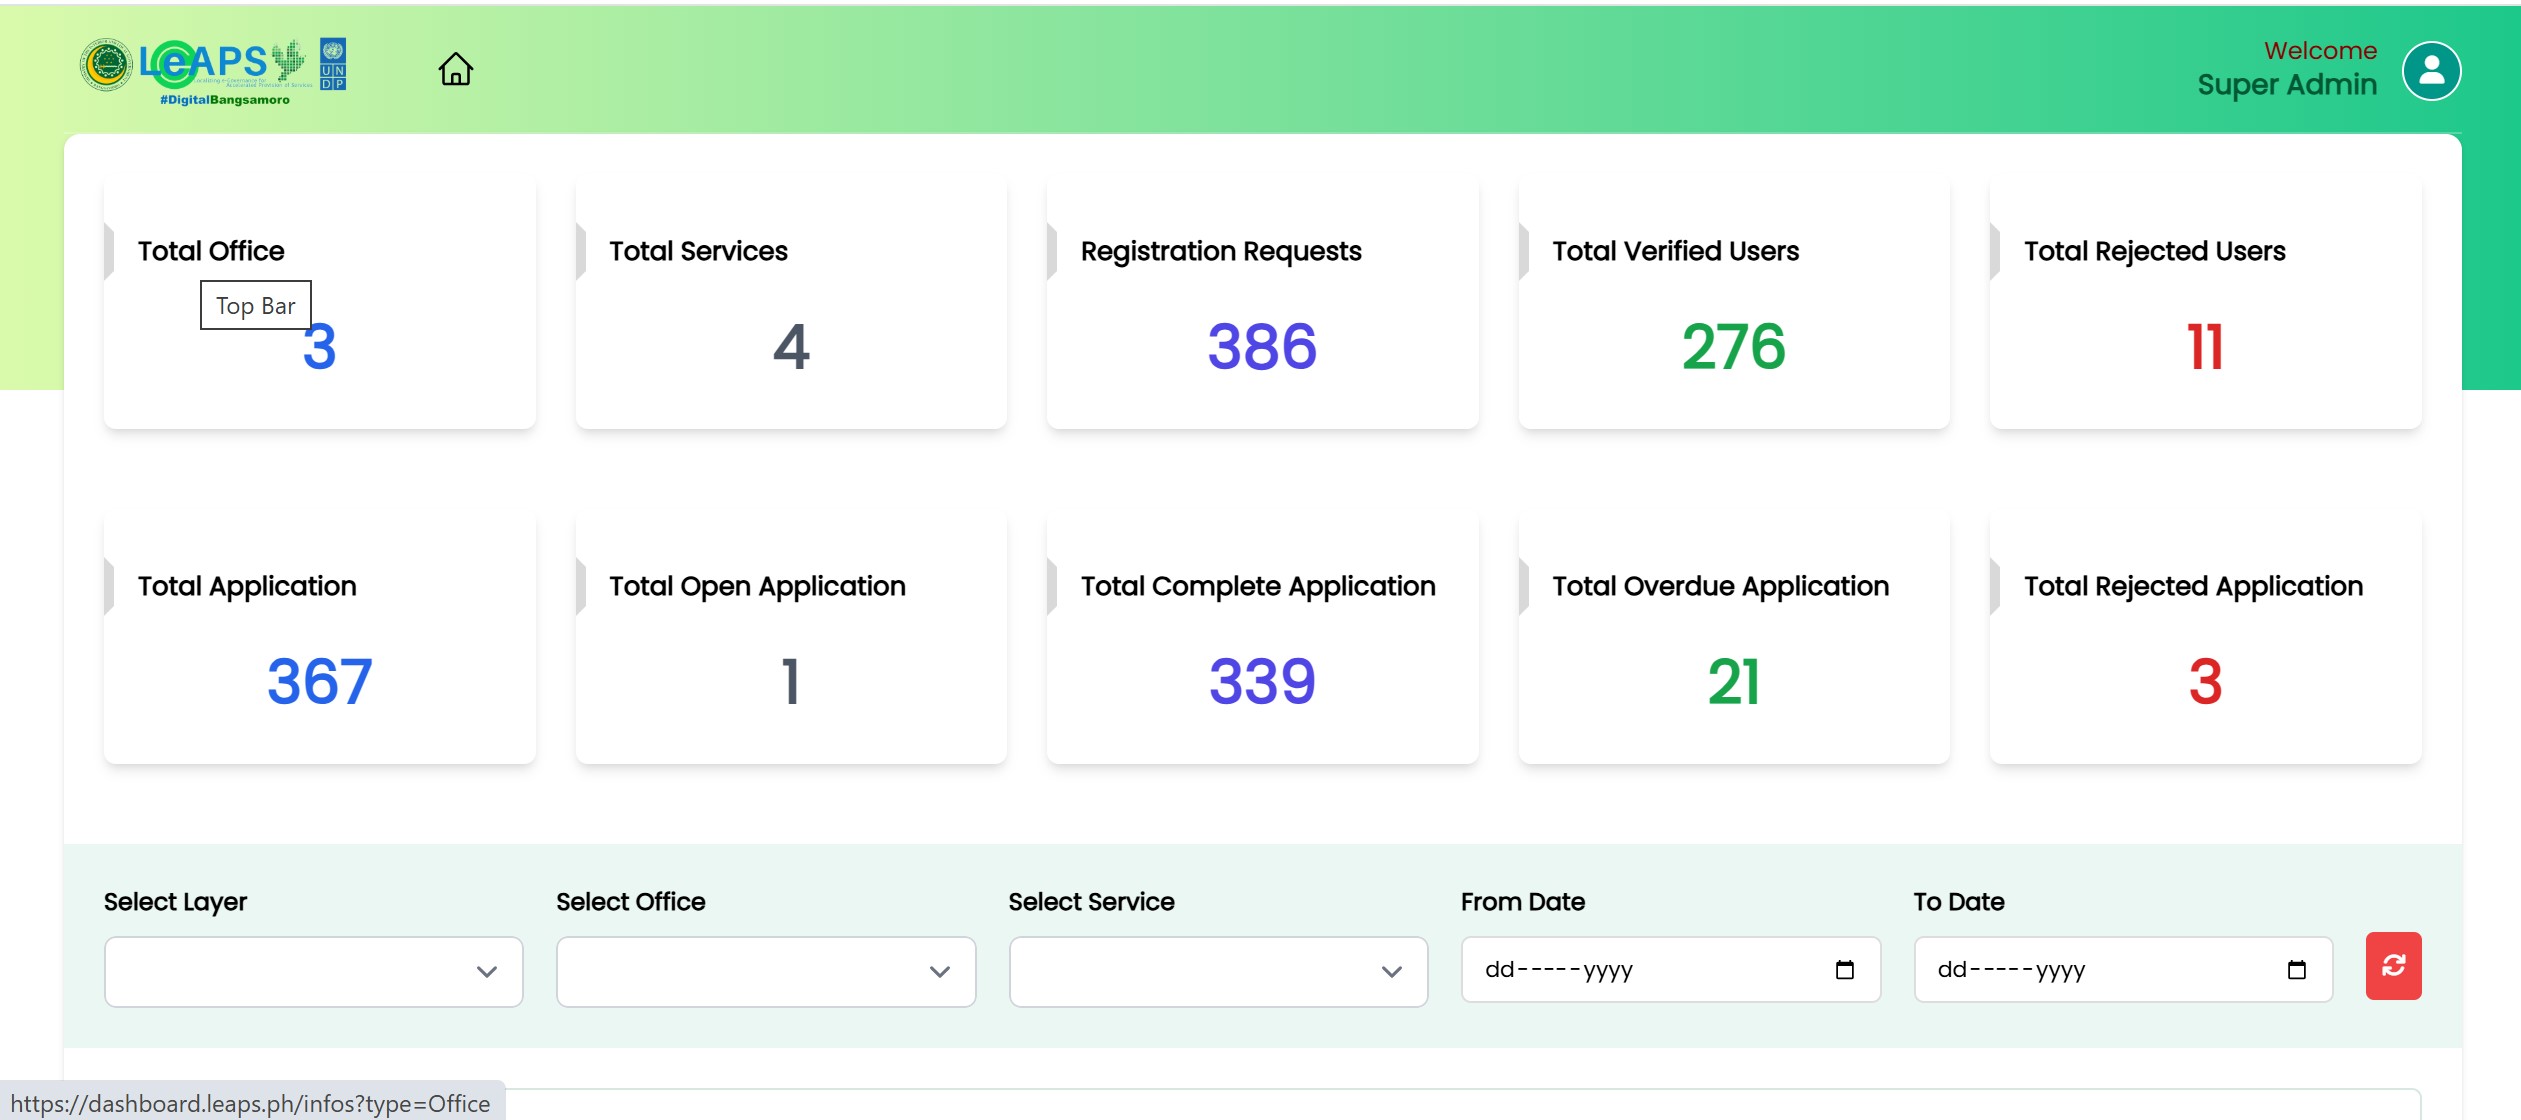 LeAPS
#DigitalBangsamoro
U N
D P
Welcome
Super Admin
Total Office
Top Bar
3
Total Services
4
Registration Requests
386
Total Verified Users
276
Total Rejected Users
11
Total Application
367
Total Open Application
1
Total Complete Application
339
Total Overdue Application
21
Total Rejected Application
3
Select Layer
Select Office
Select Service
From Date
dd-----yyyy
To Date
dd-----yyyy
https://dashboard.leaps.ph/infos?type=Office